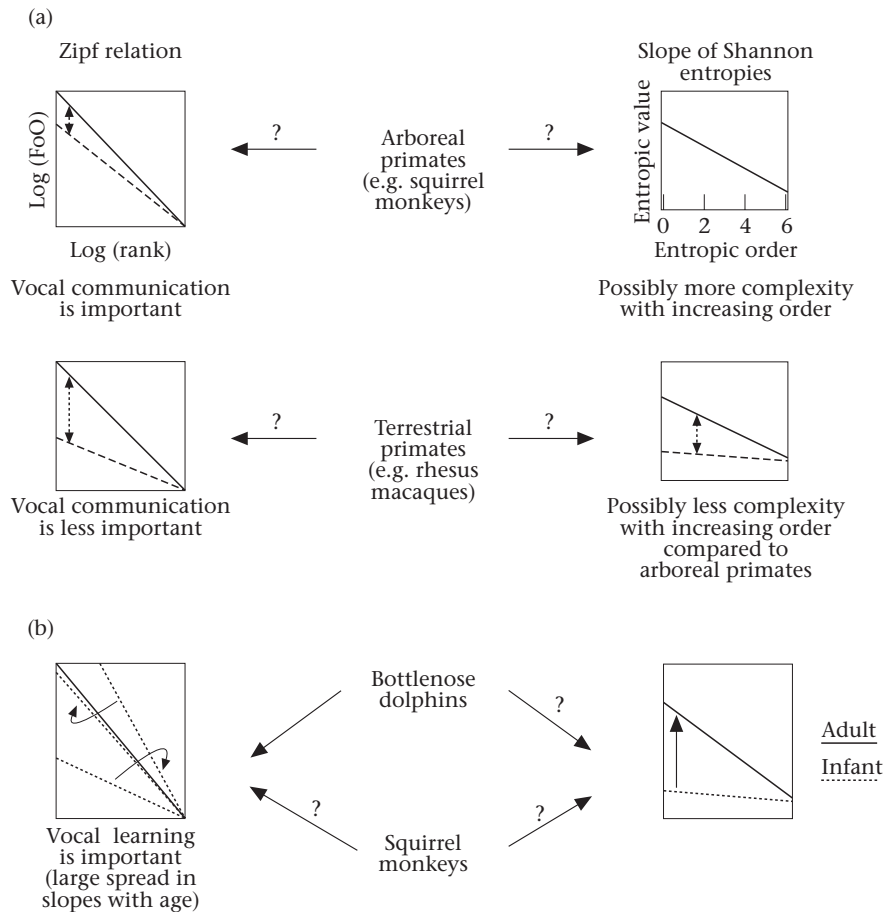 (a)
Zipf relation
Slope of Shannon
entropies
Log (FoO)
Log (rank)
?
Arboreal
primates
(e.g. squirrel
monkeys)
?
Entropic value
0 2 4 6
Entropic order
Vocal communication
is important
Possibly more complexity
with increasing order
?
Terrestrial
primates
(e.g. rhesus
macaques)
?
Vocal communication
is less important
Possibly less complexity
with increasing order
compared to
arboreal primates
(b)
Bottlenose
dolphins
?
Adult
Infant
?
Squirrel
monkeys
?
Vocal learning
is important
(large spread in
slopes with age)